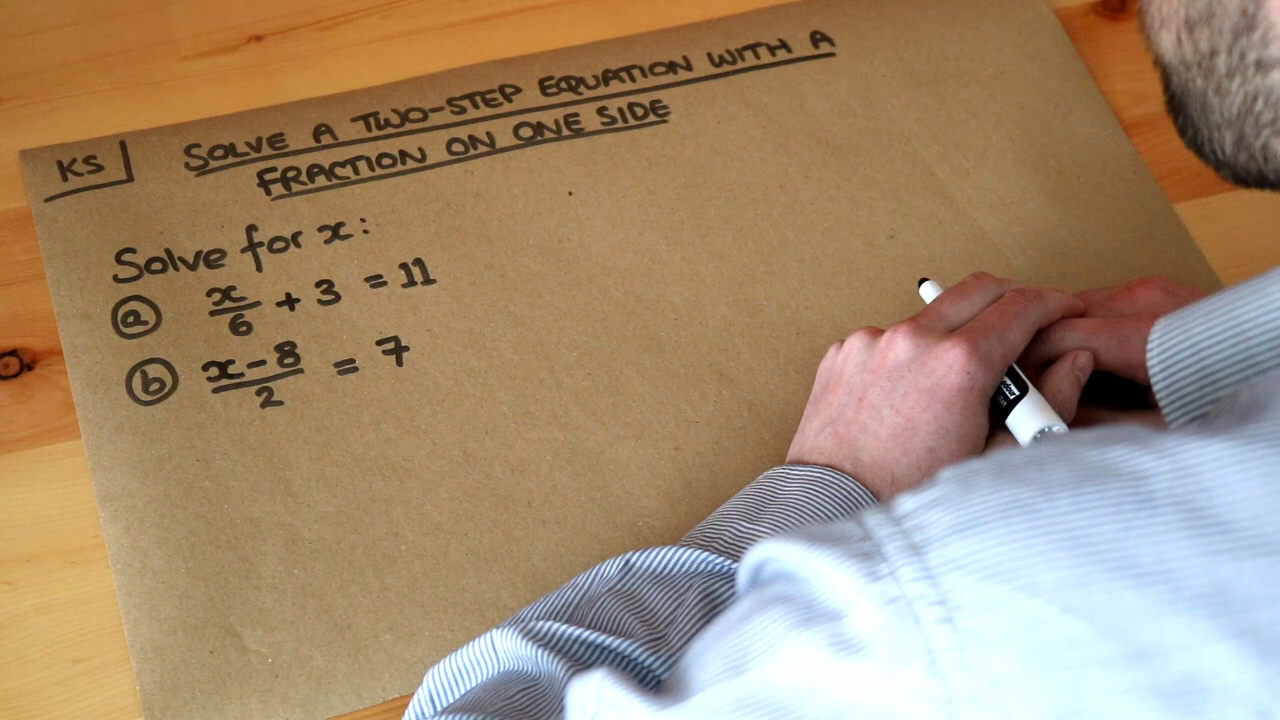 KS
SOLVE A TWO-STEP EQUATION WITH A
FRACTION ON ONE SIDE
Solve for x:
(a) x/6 + 3 = 11
(b) (x-8)/2 = 7